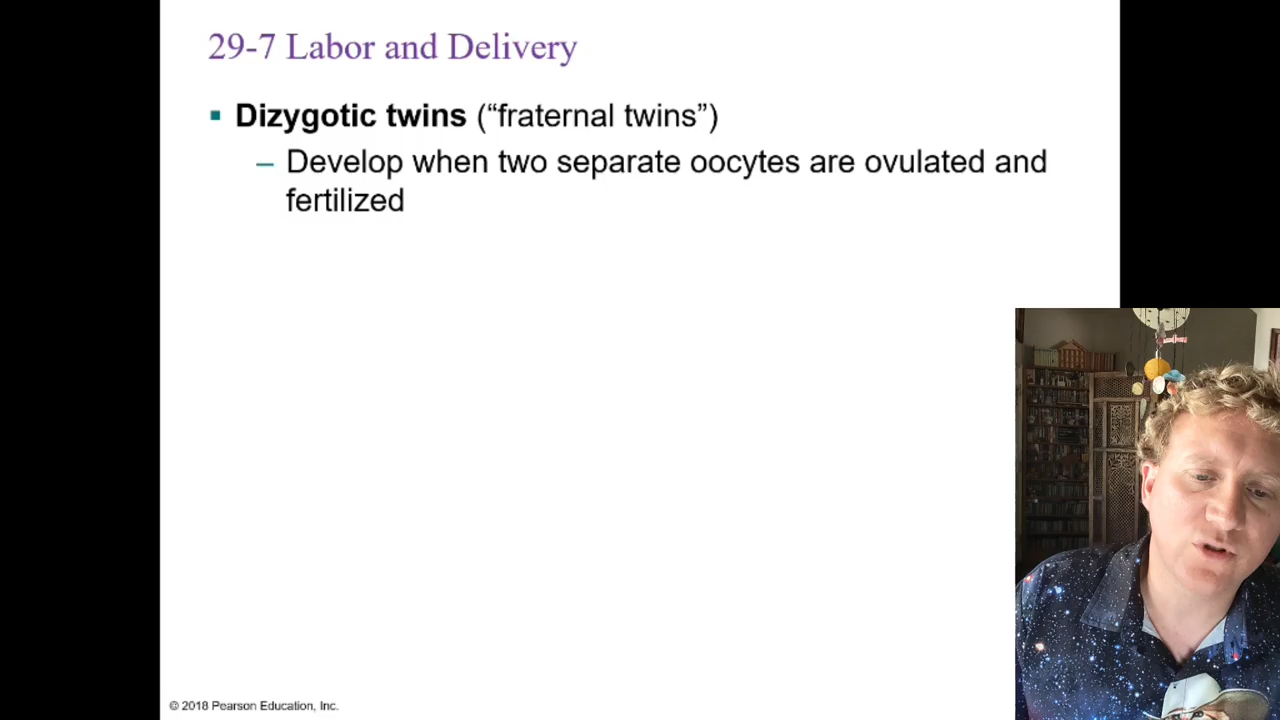 29-7 Labor and Delivery
▪ Dizygotic twins (“fraternal twins”)
– Develop when two separate oocytes are ovulated and
fertilized
© 2018 Pearson Education, Inc.